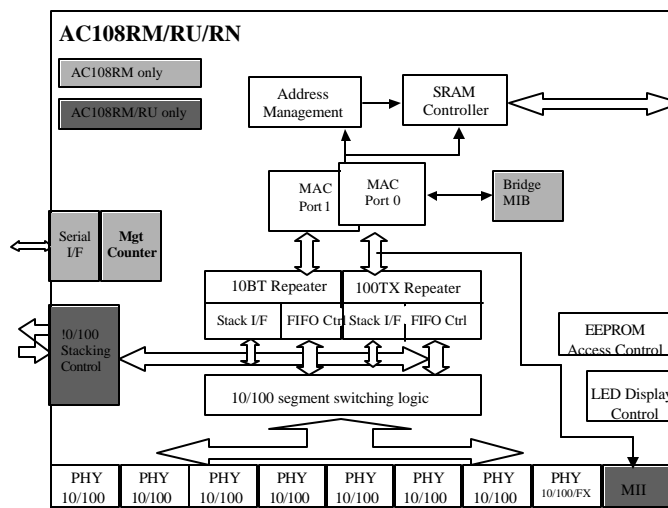 AC108RM/RU/RN
AC108RM only
AC108RM/RU only
Address
Management
SRAM
Controller
MAC
Port 1
MAC
Port 0
Bridge
MIB
Serial
I/F
Mgt
Counter
10BT Repeater
100TX Repeater
Stack I/F
FIFO Ctrl
Stack I/F
FIFO Ctrl
!0/100
Stacking
Control
EEPROM
Access Control
10/100 segment switching logic
LED Display
Control
PHY
10/100
PHY
10/100
PHY
10/100
PHY
10/100
PHY
10/100
PHY
10/100
PHY
10/100
PHY
10/100/FX
MII